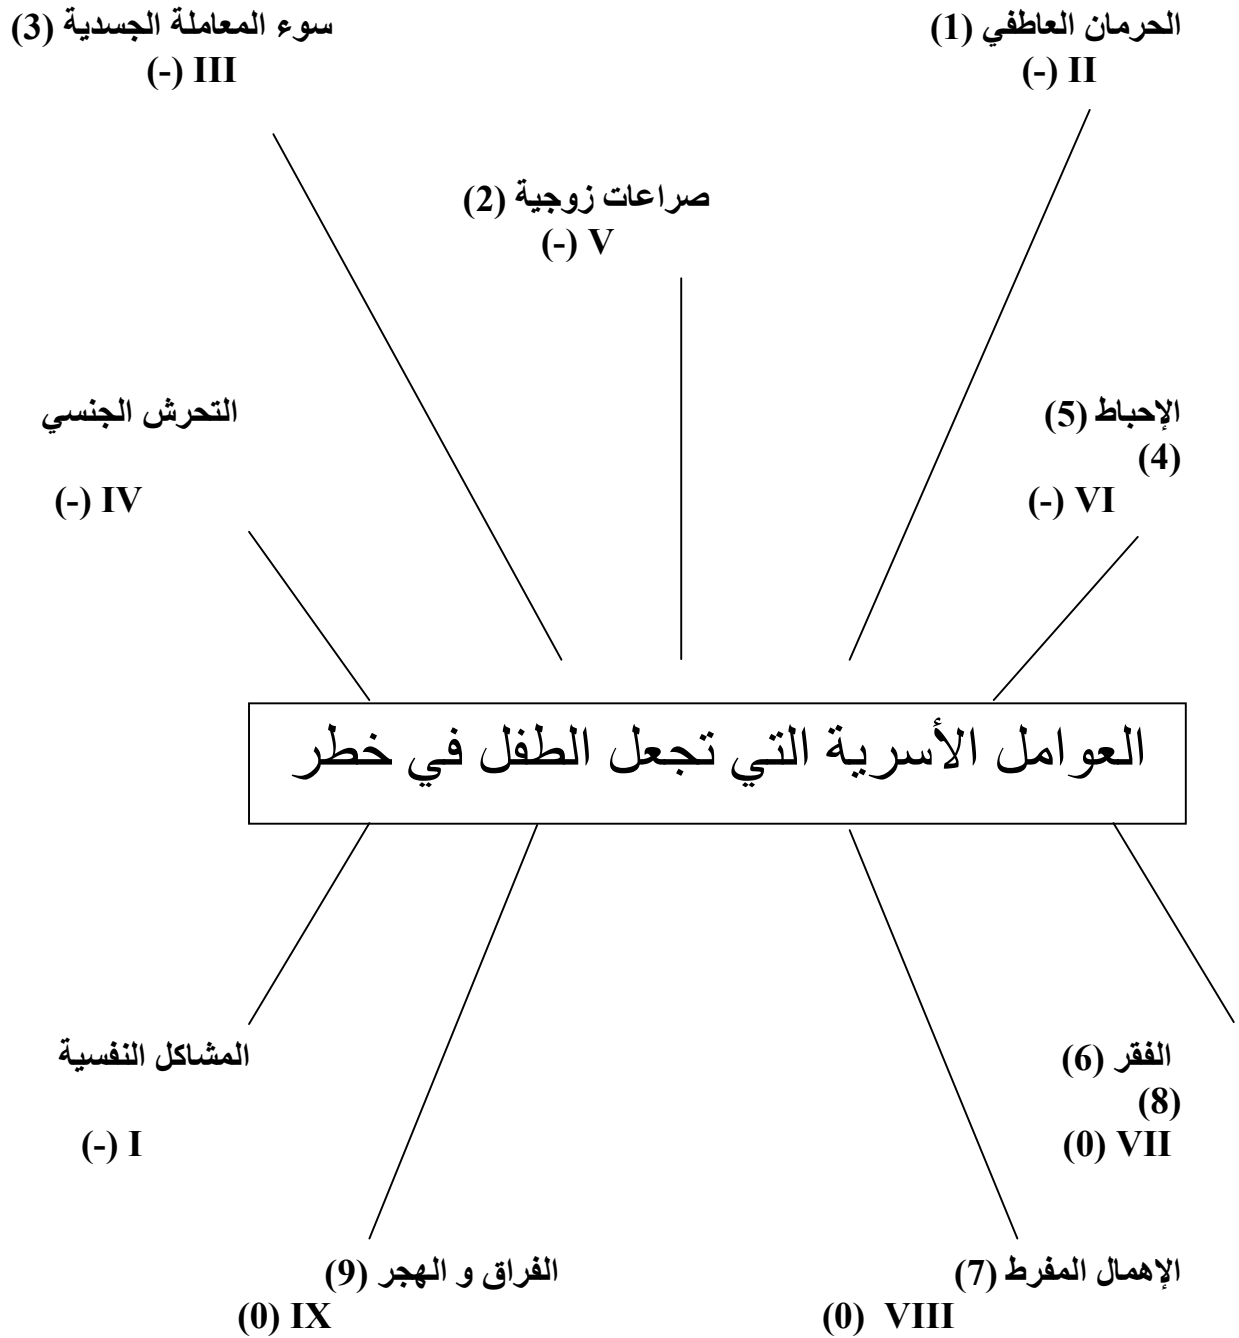 الحرمان العاطفي (1)
(-) II
سوء المعاملة الجسدية (3)
(-) III
صراعات زوجية (2)
(-) V
الإحباط (5)
(4)
(-) VI
التحرش الجنسي
(-) IV
العوامل الأسرية التي تجعل الطفل في خطر
الفقر (6)
(8)
(0) VII
المشاكل النفسية
(-) I
الإهمال المفرط (7)
(0) VIII
الفراق و الهجر (9)
(0) IX